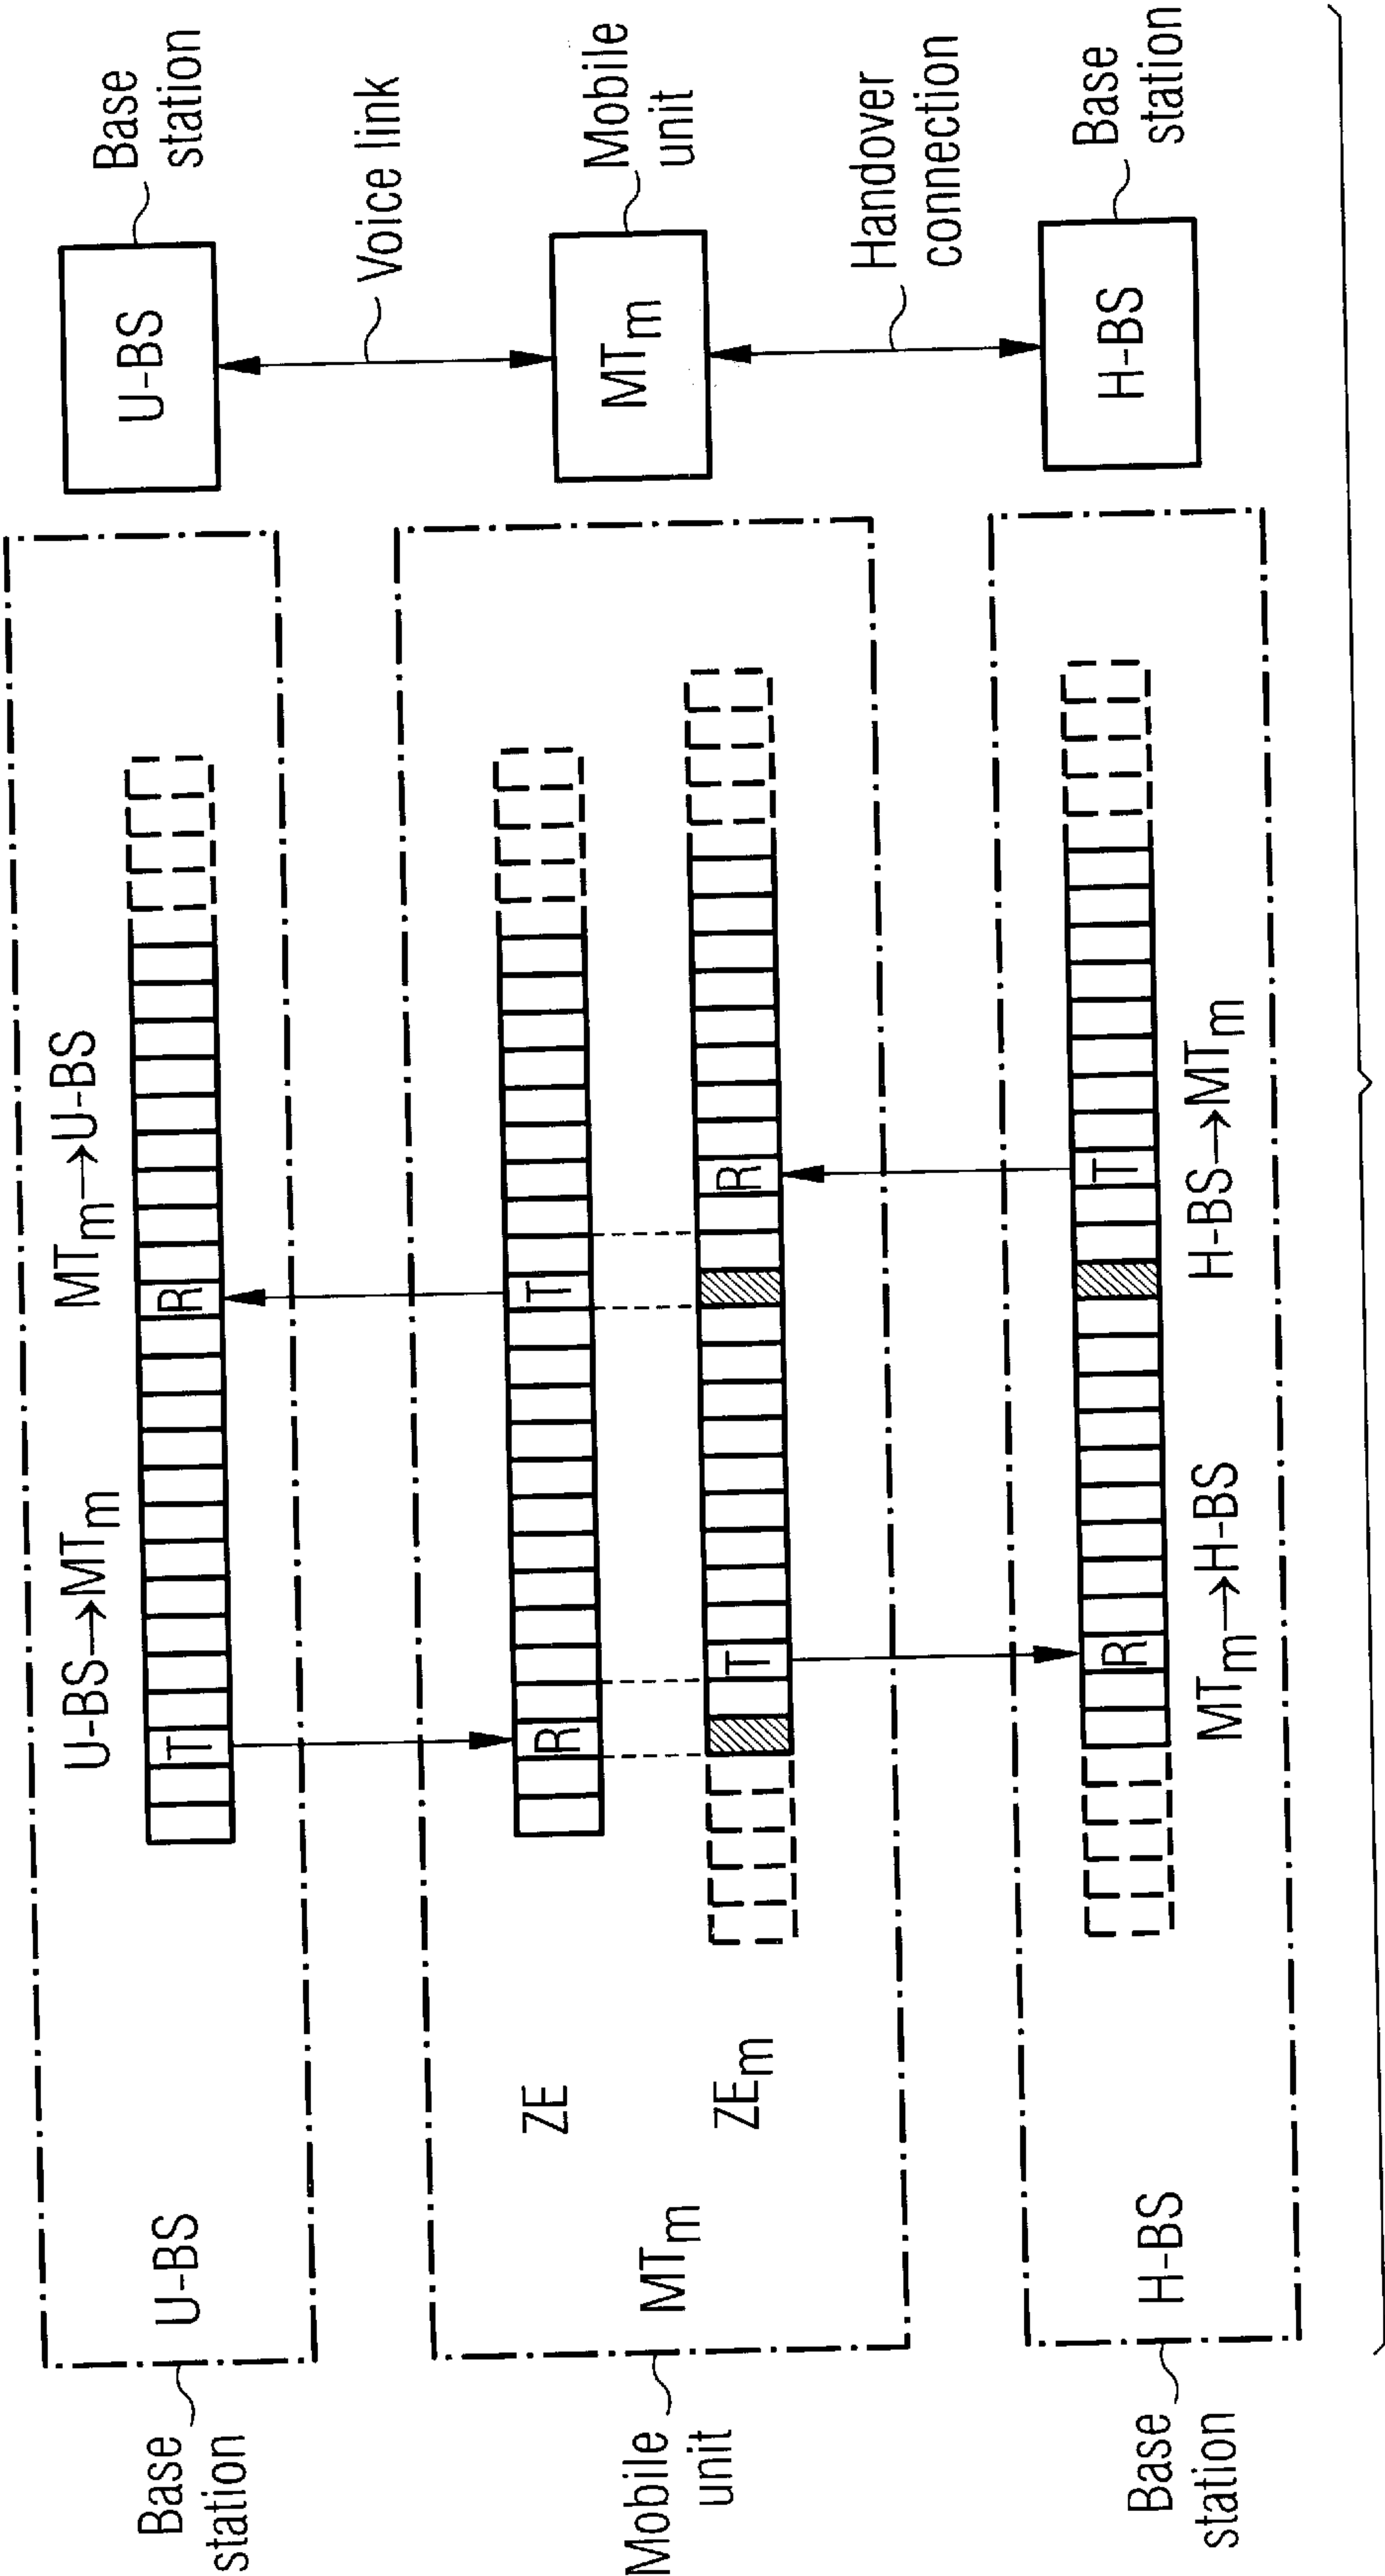 Base
station
U-BS
U-BS→MTm
MTm→U-BS
T
R
U-BS
Base
station
Voice link
Mobile
unit
MTm
ZE
R
T
ZEm
T
R
MTm
Mobile
unit
Handover
connection
Base
station
H-BS
R
T
MTm→H-BS
H-BS→MTm
H-BS
Base
station